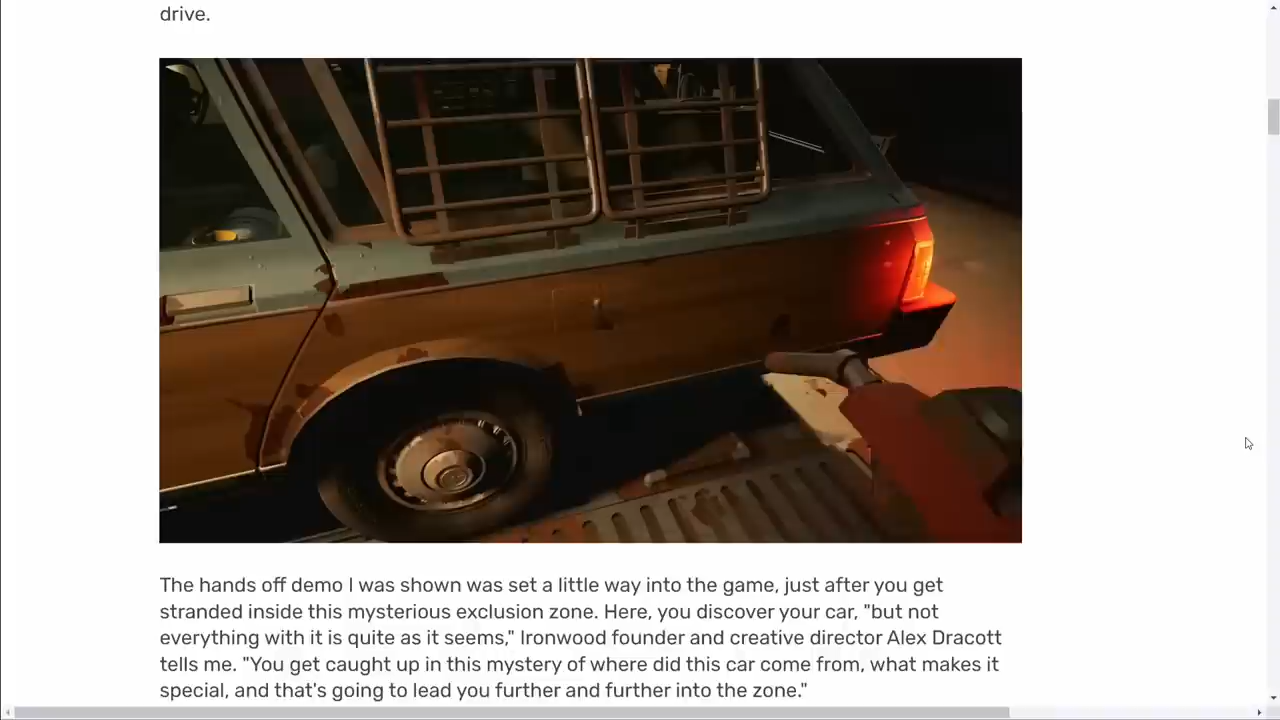 drive.
The hands off demo I was shown was set a little way into the game, just after you get
stranded inside this mysterious exclusion zone. Here, you discover your car, "but not
everything with it is quite as it seems," Ironwood founder and creative director Alex Dracott
tells me. "You get caught up in this mystery of where did this car come from, what makes it
special, and that's going to lead you further and further into the zone."